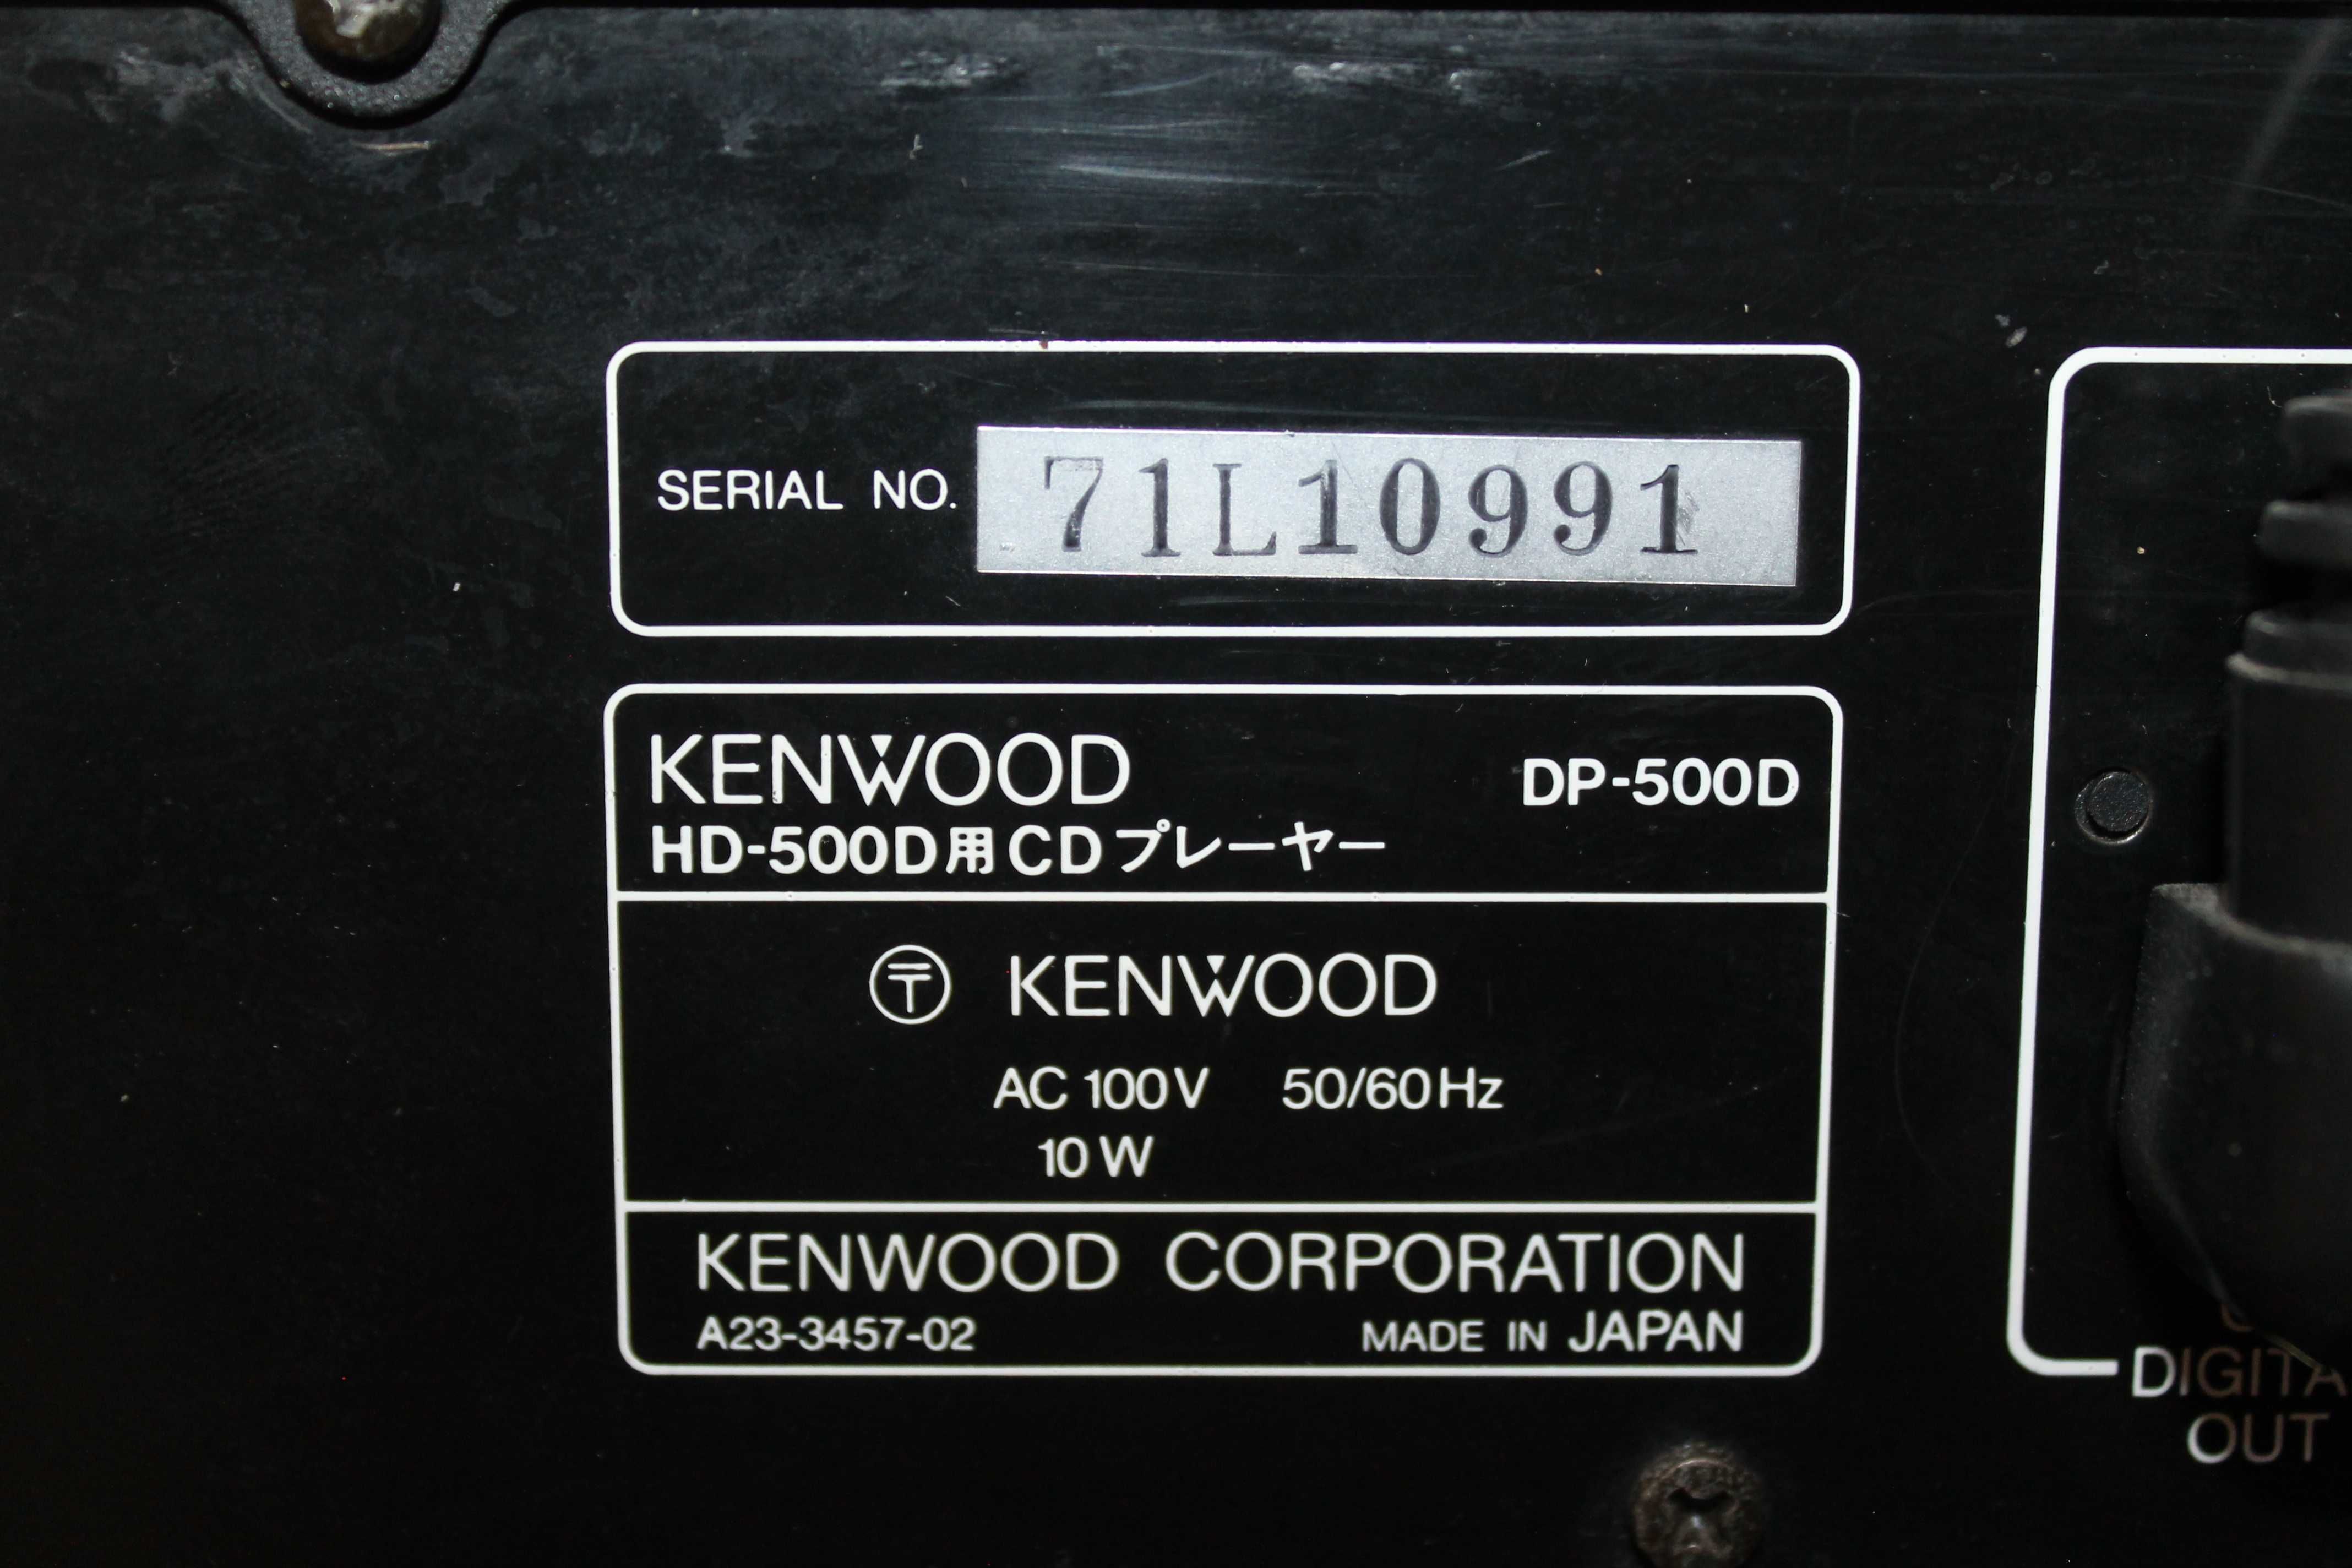 SERIAL NO. 71L10991
KENWOOD DP-500D
HD-500D用CDプレーヤー
〒 KENWOOD
AC 100V 50/60Hz
10 W
KENWOOD CORPORATION
A23-3457-02 MADE IN JAPAN
OUT